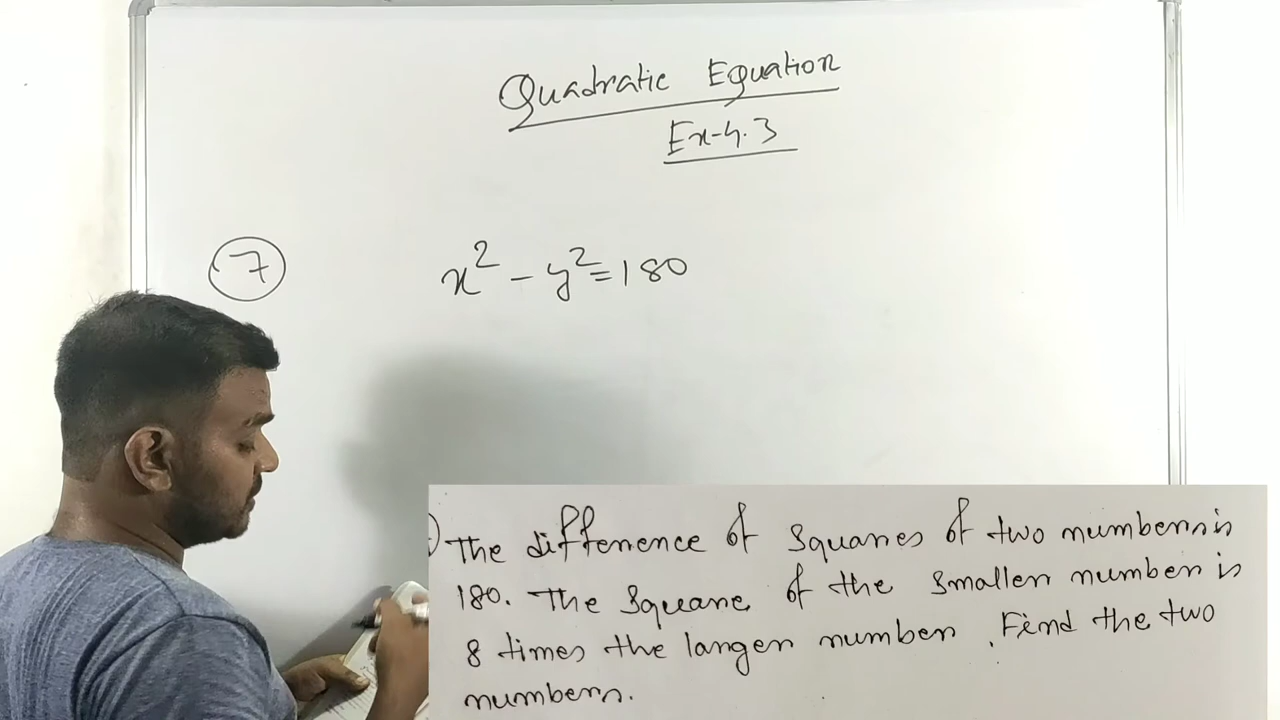 Quadratic Equation
Ex-4.3
7
x² - y² = 180
The difference of squares of two numbers is
180. The square of the smaller number is
8 times the larger number. Find the two
numbers.